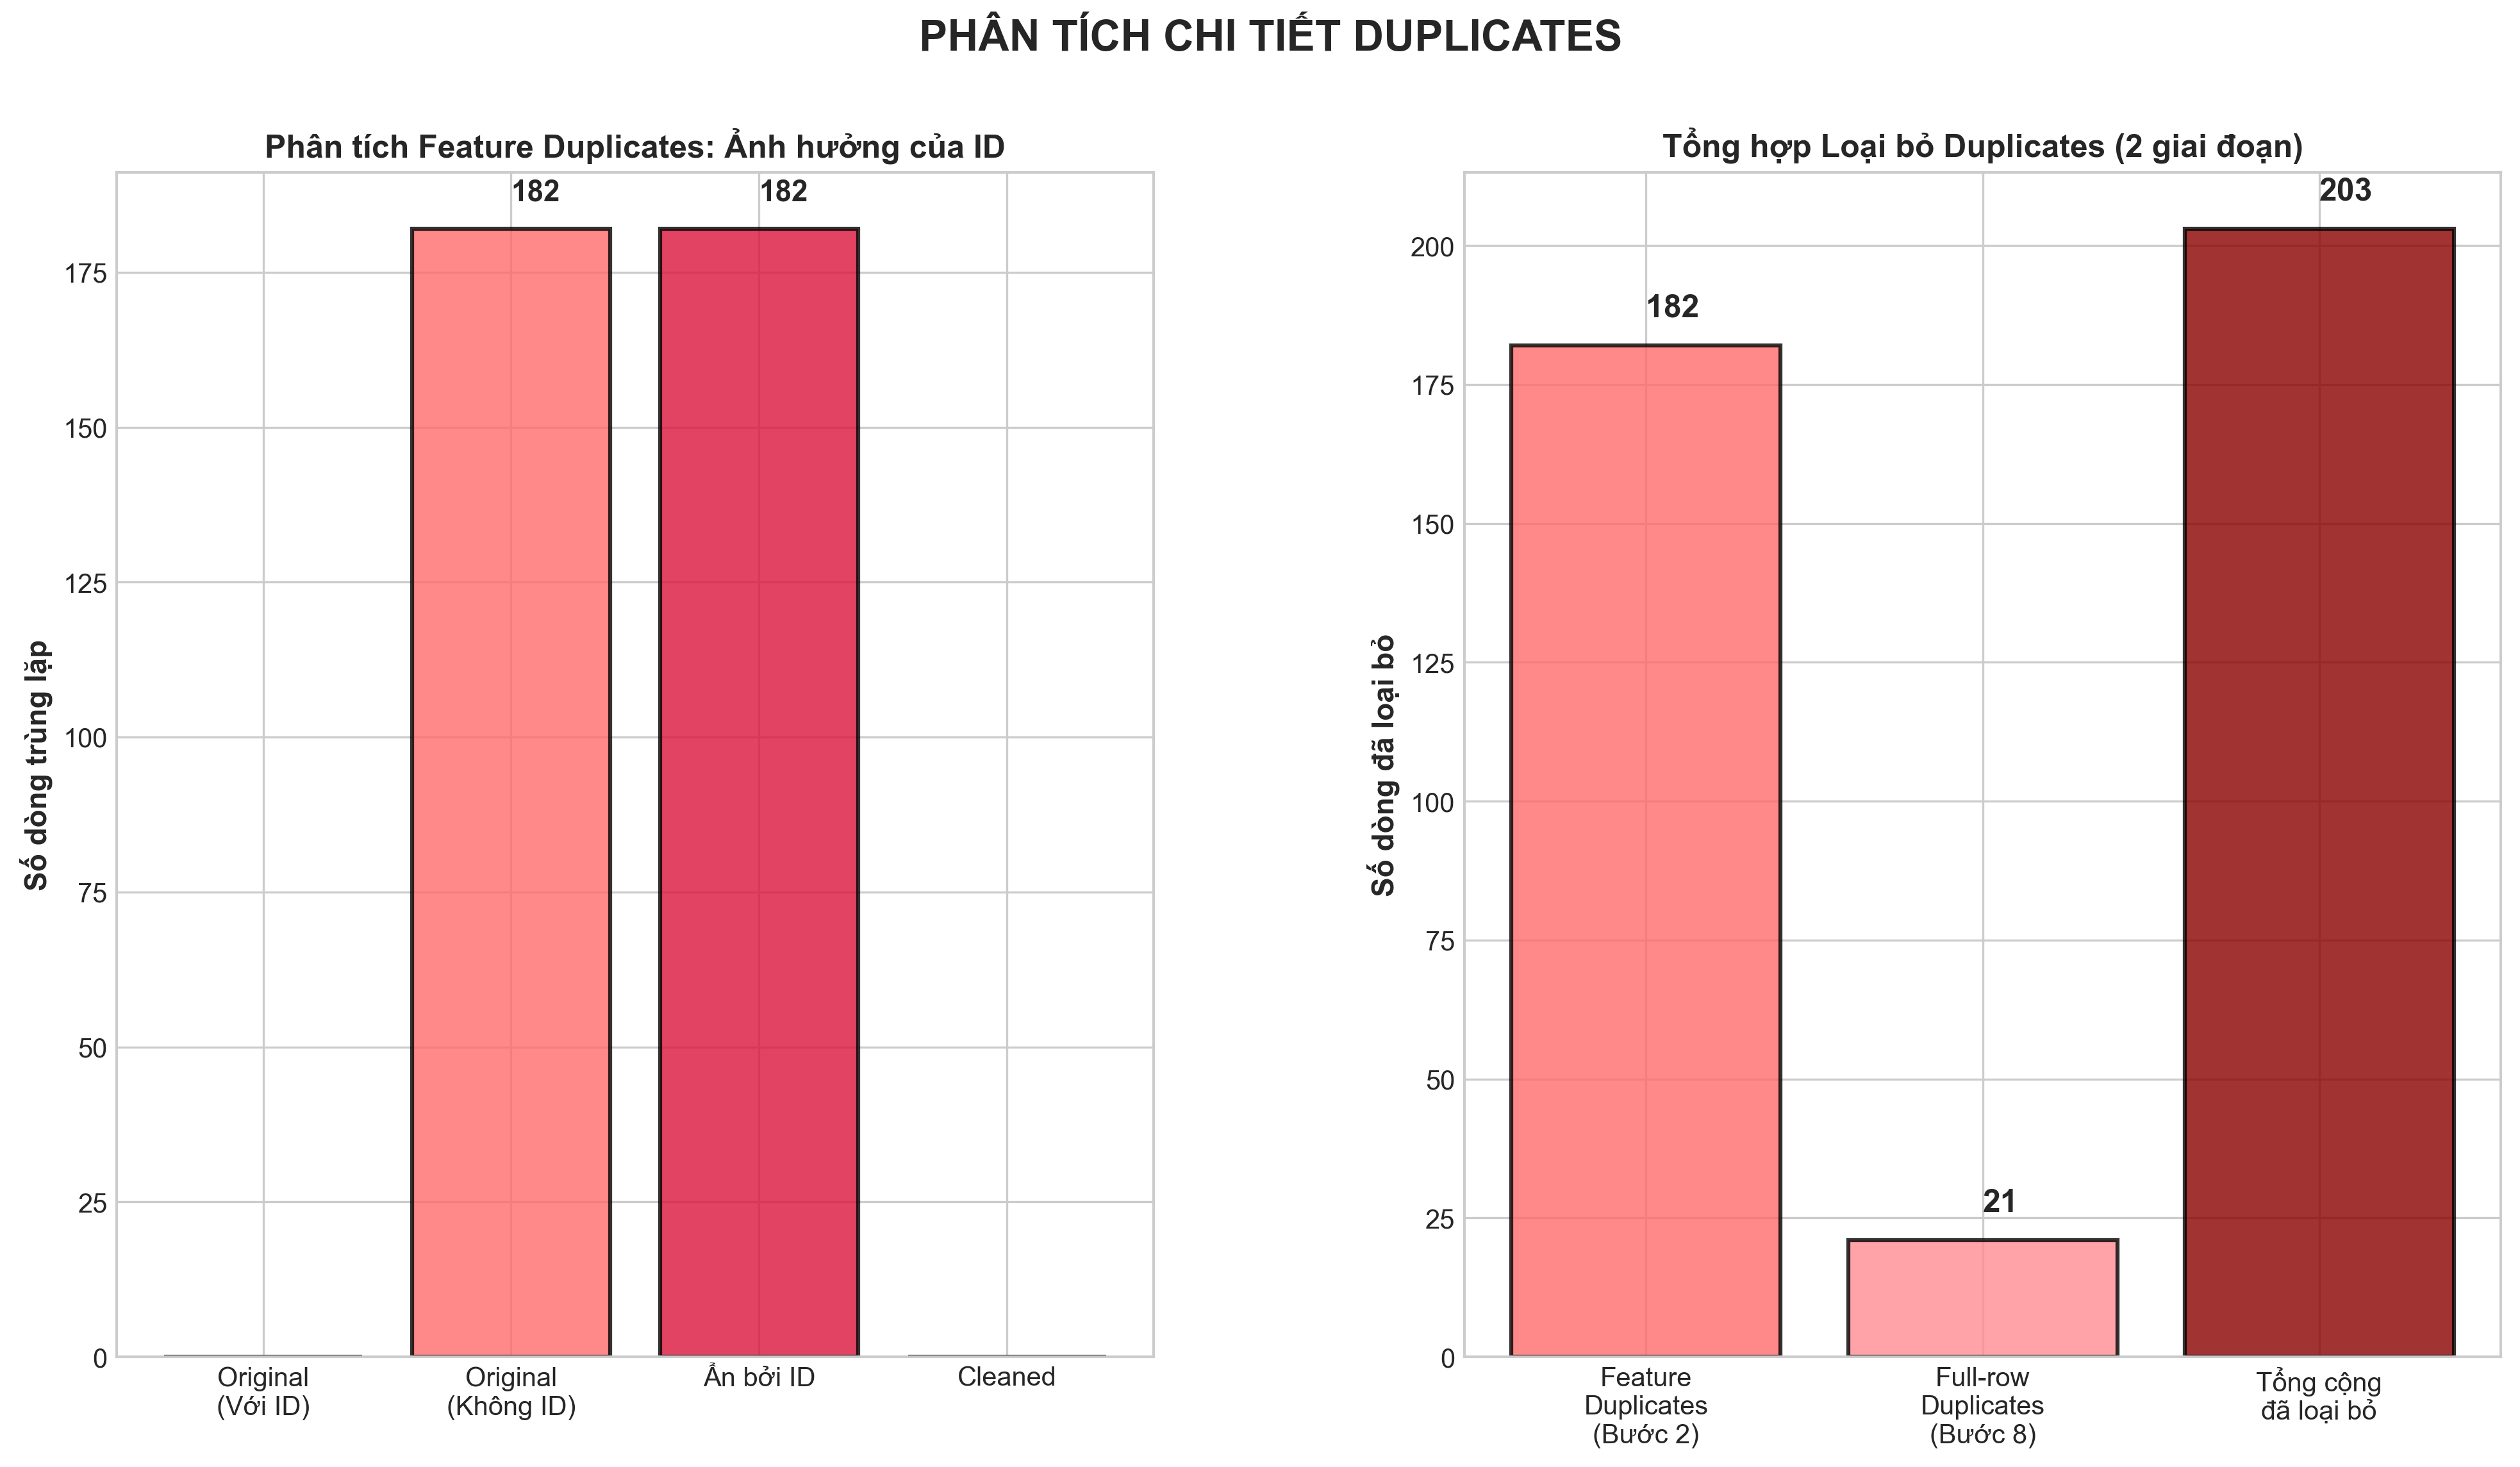 PHÂN TÍCH CHI TIẾT DUPLICATES
Phân tích Feature Duplicates: Ảnh hưởng của ID
182
182
175
150
125
100
75
50
25
0
Số dòng trùng lặp
Original
(Với ID)
Original
(Không ID)
Ẩn bởi ID
Cleaned
Tổng hợp Loại bỏ Duplicates (2 giai đoạn)
203
182
21
200
175
150
125
100
75
50
25
0
Số dòng đã loại bỏ
Feature
Duplicates
(Bước 2)
Full-row
Duplicates
(Bước 8)
Tổng cộng
đã loại bỏ